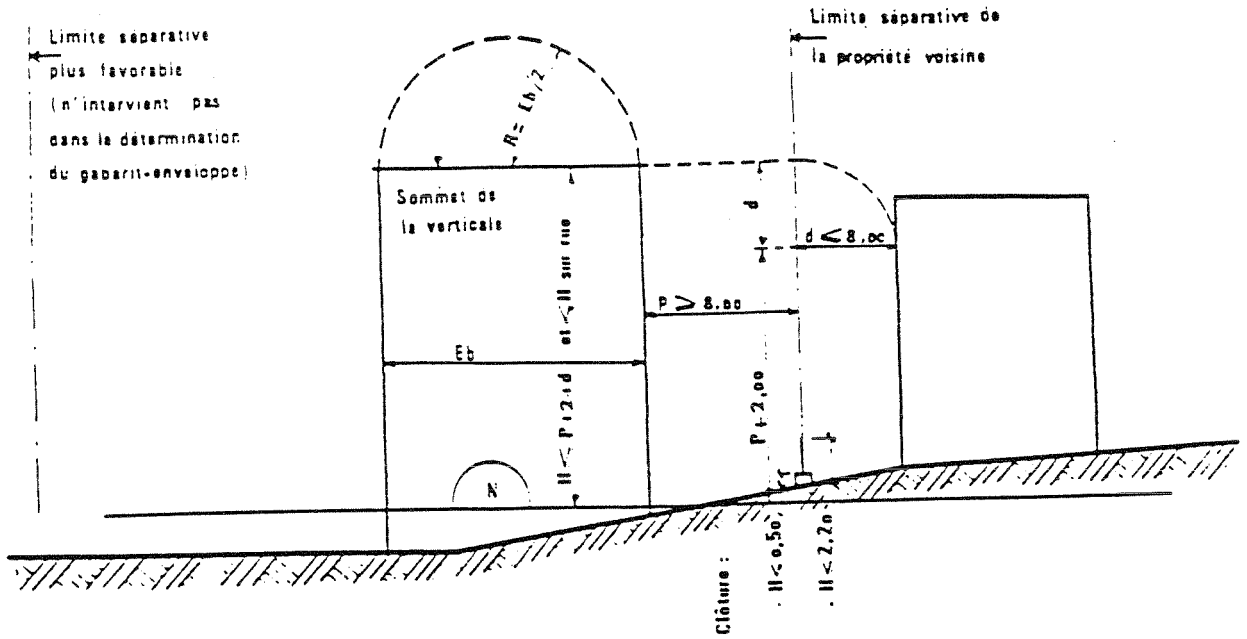 Limite séparative
plus favorable
(n'intervient pas
dans la détermination
du gabarit-enveloppe)
Limite séparative de
la propriété voisine
R = Eb/2
Sommet de
la verticale
H < P+2+d et < H sur rue
d
d ≤ 8,00
P ≥ 8.00
Eb
P+2,00
N
Clôture :
. H < 0,50
. H < 2,20